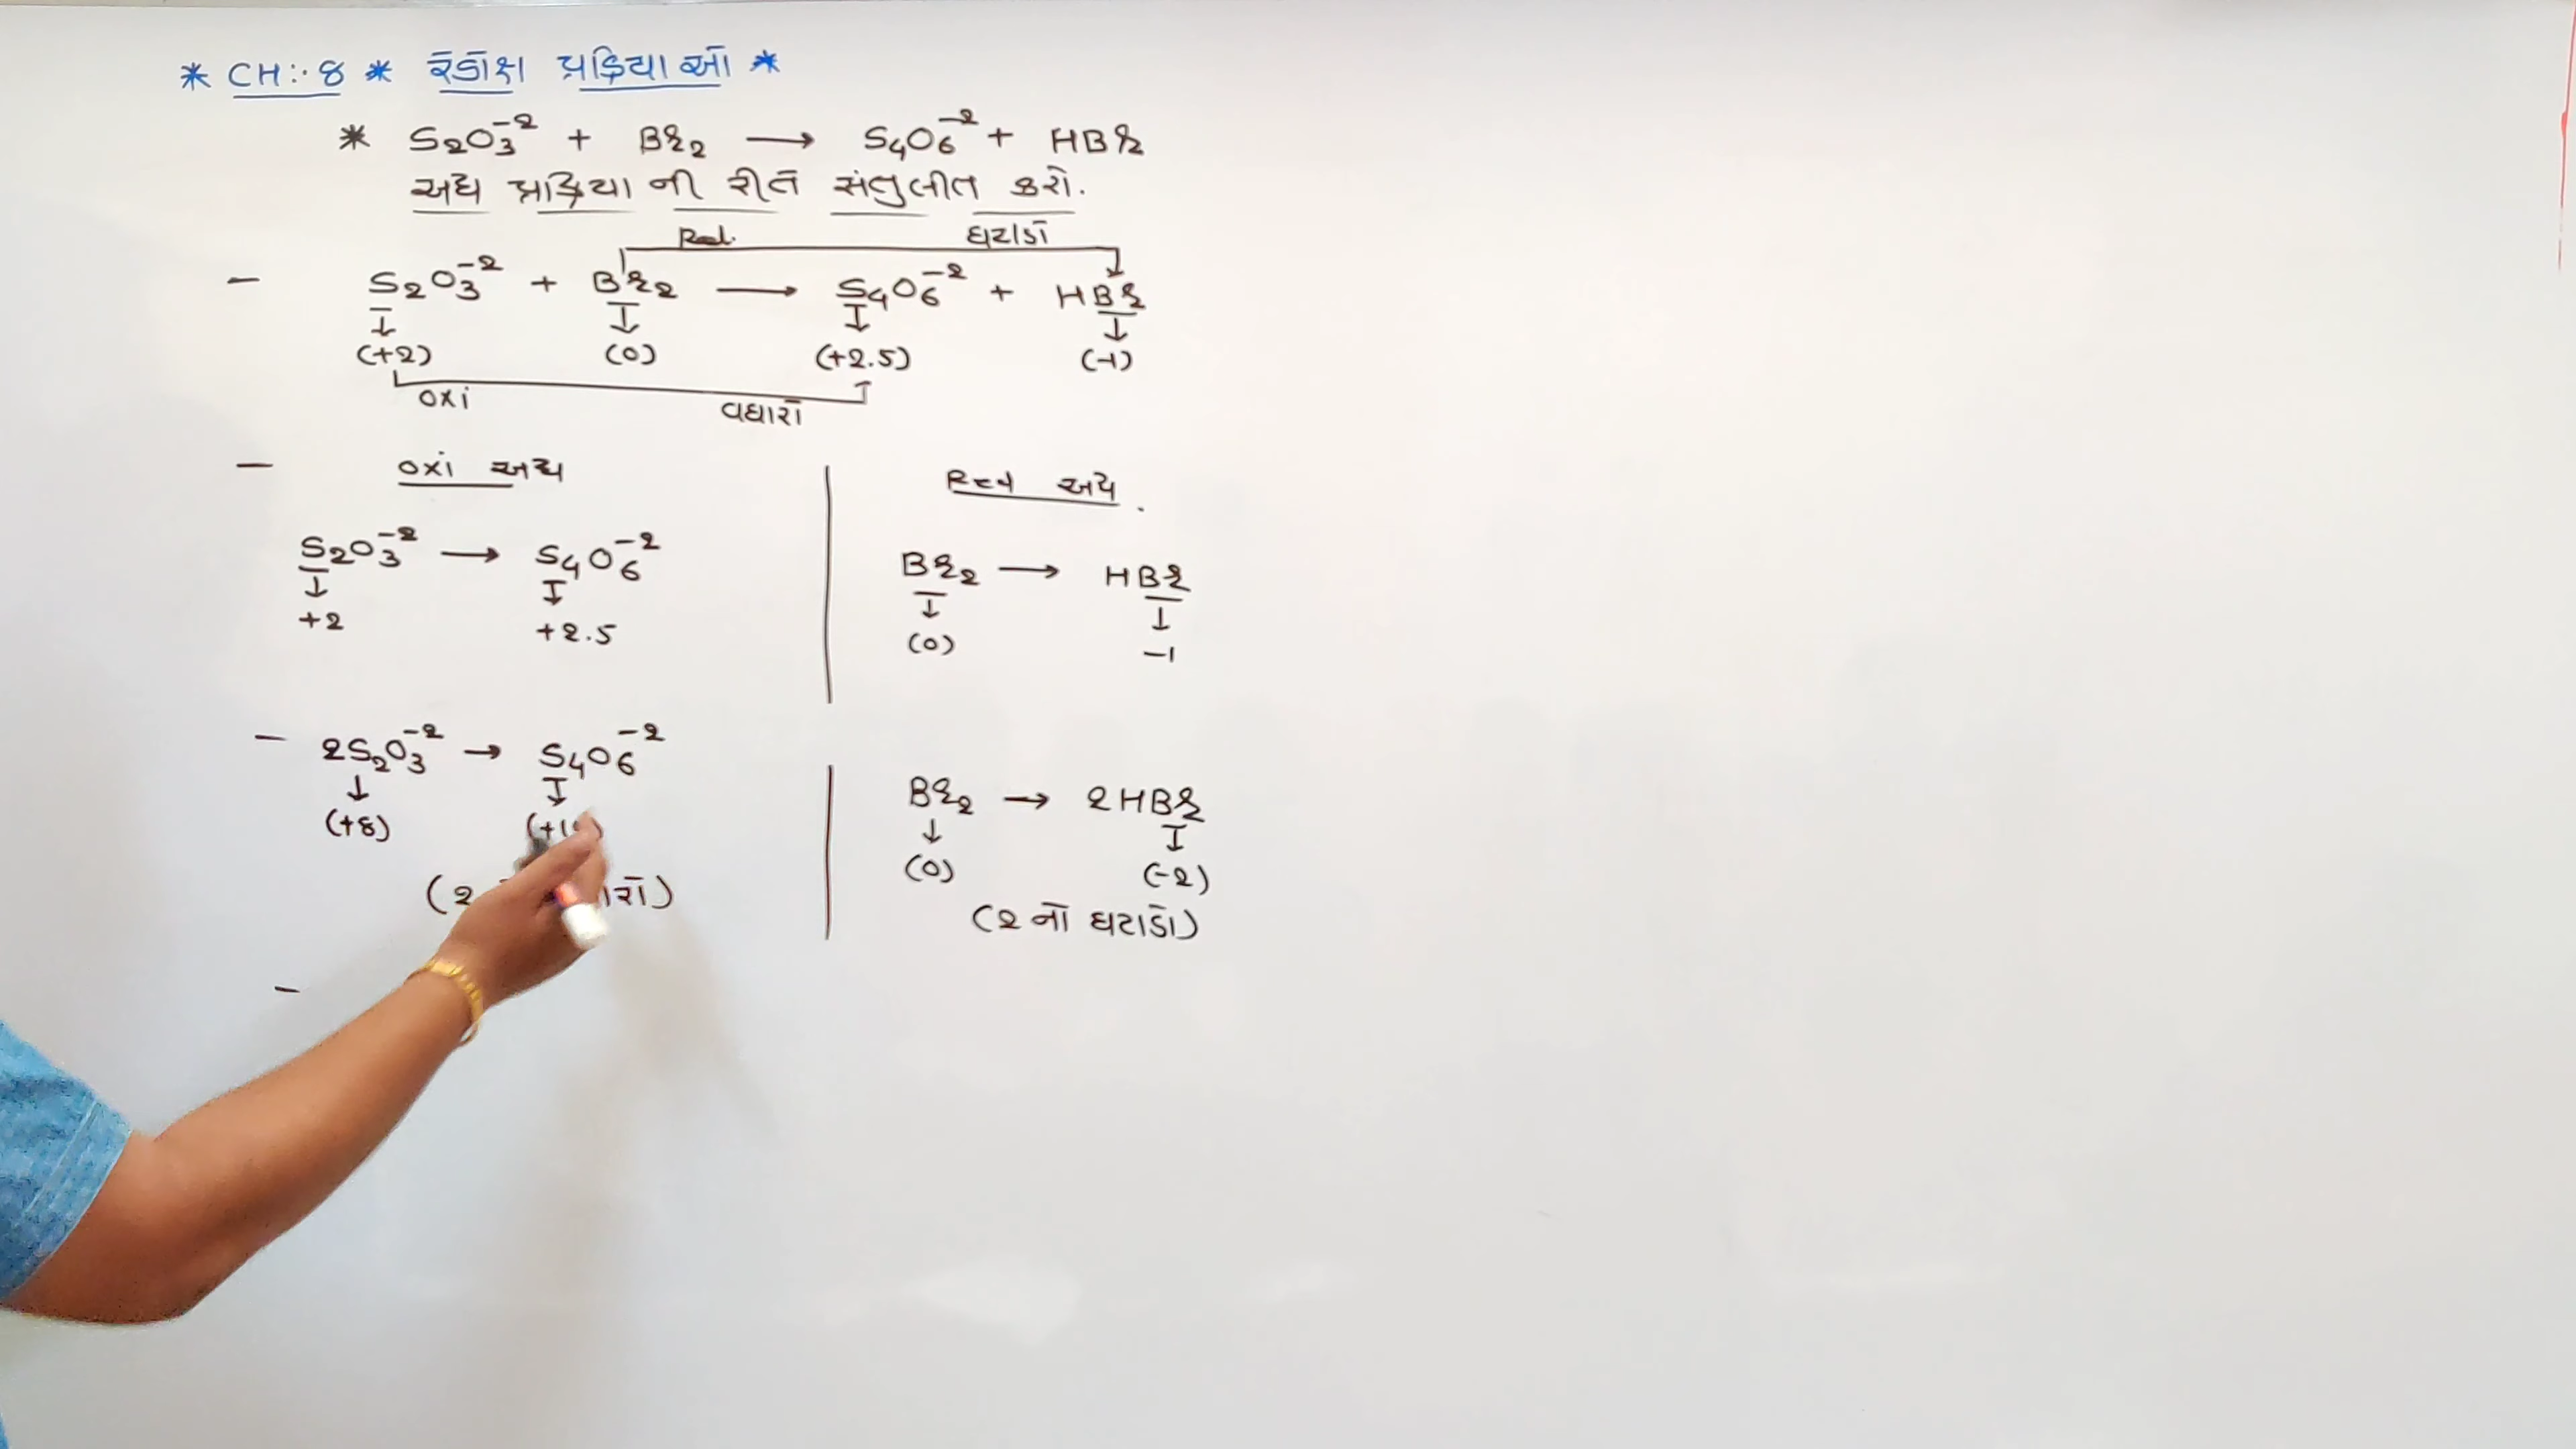 * CH:- 8 * રેડોક્ષ પ્રક્રિયાઓ *
* S₂O₃⁻² + Br₂ ⟶ S₄O₆⁻² + HBr
અર્ધ પ્રક્રિયા ની રીતે સંતુલીત કરો.
Red. ઘટાડો
— S₂O₃⁻² + Br₂ ⟶ S₄O₆⁻² + HBr
↓ ↓ ↓ ↓
(+2) (0) (+2.5) (-1)
oxi વધારો
— oxi અર્ધ
Red અર્ધ.
S₂O₃⁻² ⟶ S₄O₆⁻²
↓ ↓
+2 +2.5
Br₂ ⟶ HBr
↓ ↓
(0) -1
— 2S₂O₃⁻² → S₄O₆⁻²
↓ ↓
(+8)
(2
Br₂ → 2HBr
↓ ↓
(0) (-2)
(2 નો ઘટાડો)
—